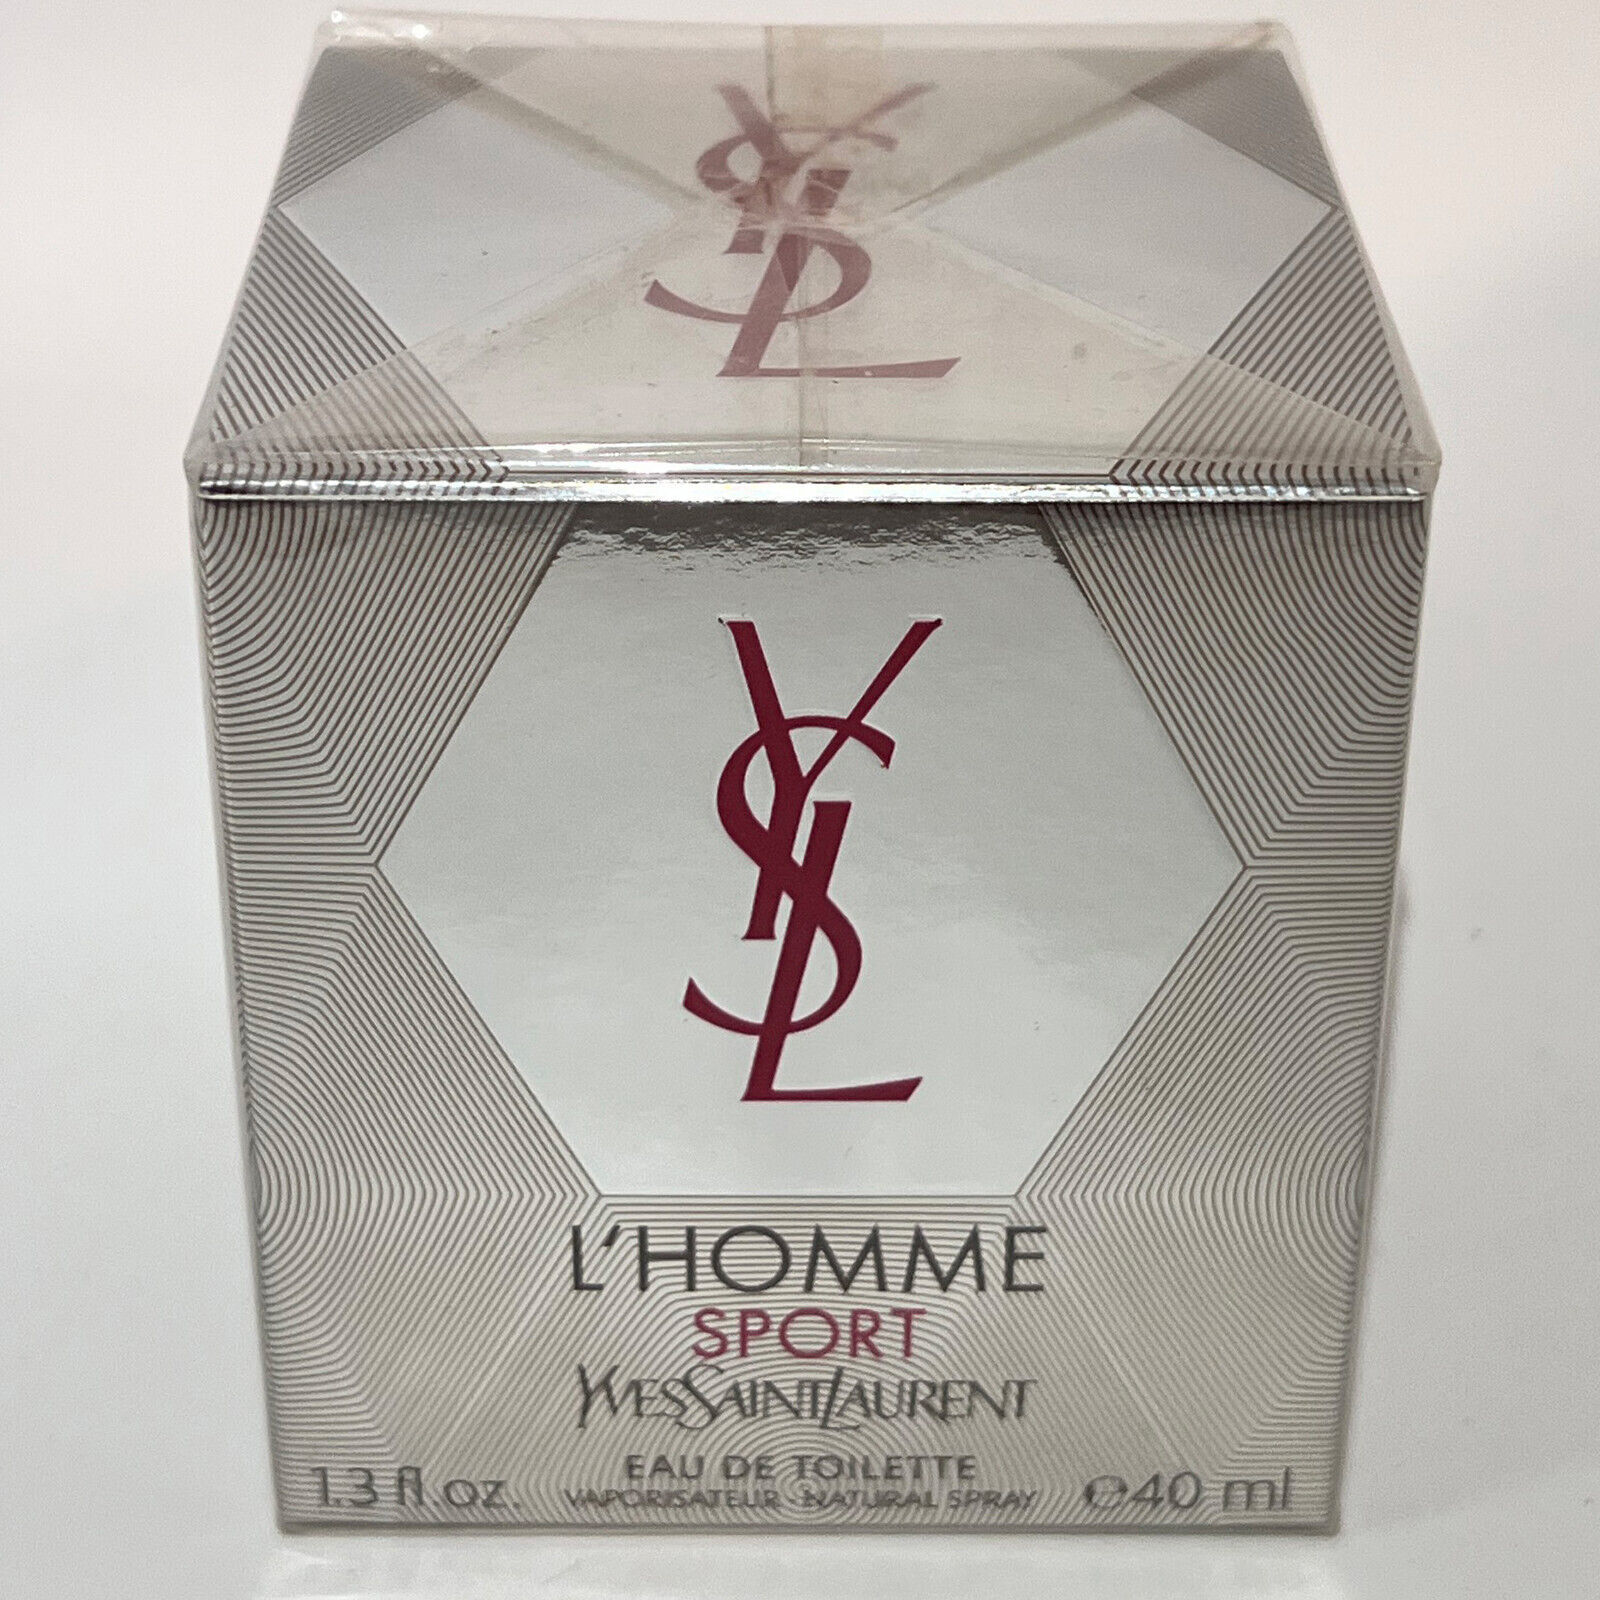 YSL
YSL
L'HOMME
SPORT
YVESSAINTLAURENT
EAU DE TOILETTE
1.3 fl.oz. VAPORISATEUR · NATURAL SPRAY ℮40 ml